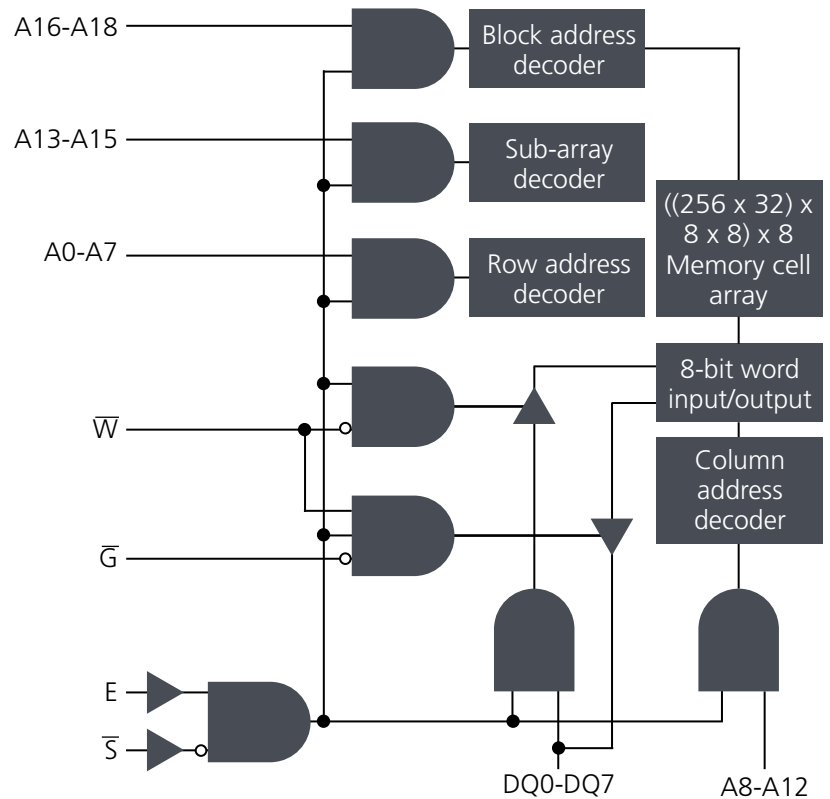 A16-A18
Block address
decoder
A13-A15
Sub-array
decoder
((256 x 32) x
8 x 8) x 8
Memory cell
array
A0-A7
Row address
decoder
8-bit word
input/output
W̅
Column
address
decoder
G̅
E
S̅
DQ0-DQ7
A8-A12